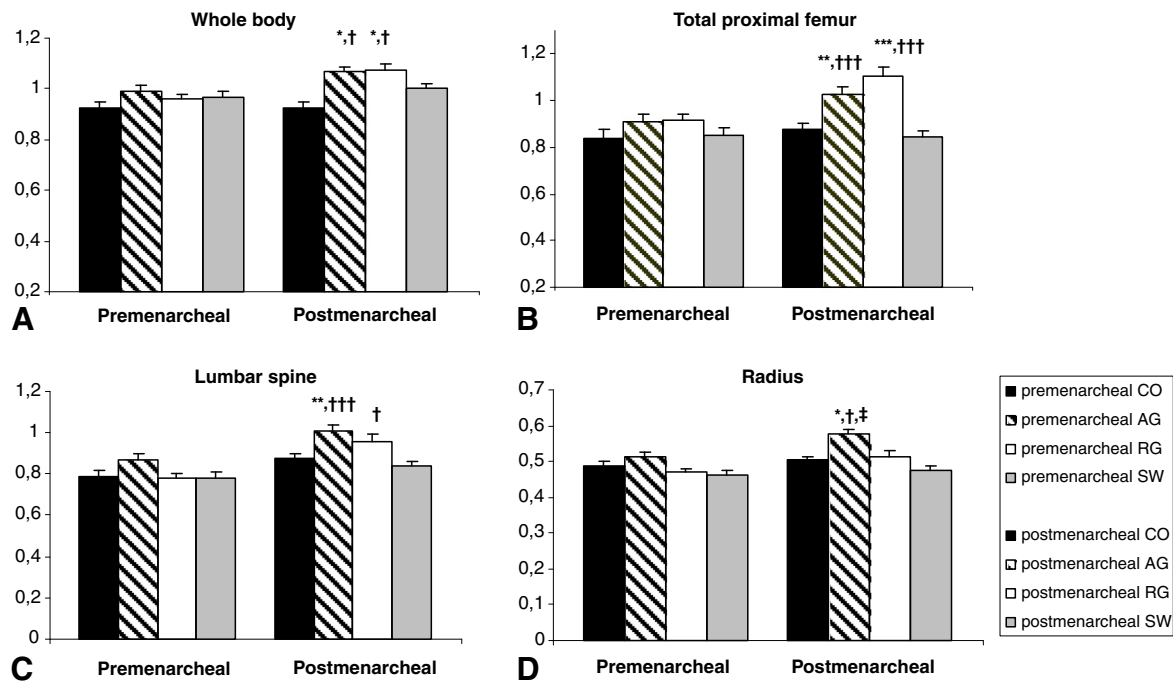 Whole body
1,2
1
0,8
0,6
0,4
0,2
*,†
*,†
Premenarcheal
Postmenarcheal
A
Total proximal femur
1,2
1
0,8
0,6
0,4
0,2
**,†††
***,†††
Premenarcheal
Postmenarcheal
B
Lumbar spine
1,2
1
0,8
0,6
0,4
0,2
0
**,†††
†
Premenarcheal
Postmenarcheal
C
Radius
0,7
0,6
0,5
0,4
0,3
0,2
0,1
0
*,†,‡
Premenarcheal
Postmenarcheal
D
premenarcheal CO
premenarcheal AG
premenarcheal RG
premenarcheal SW
postmenarcheal CO
postmenarcheal AG
postmenarcheal RG
postmenarcheal SW